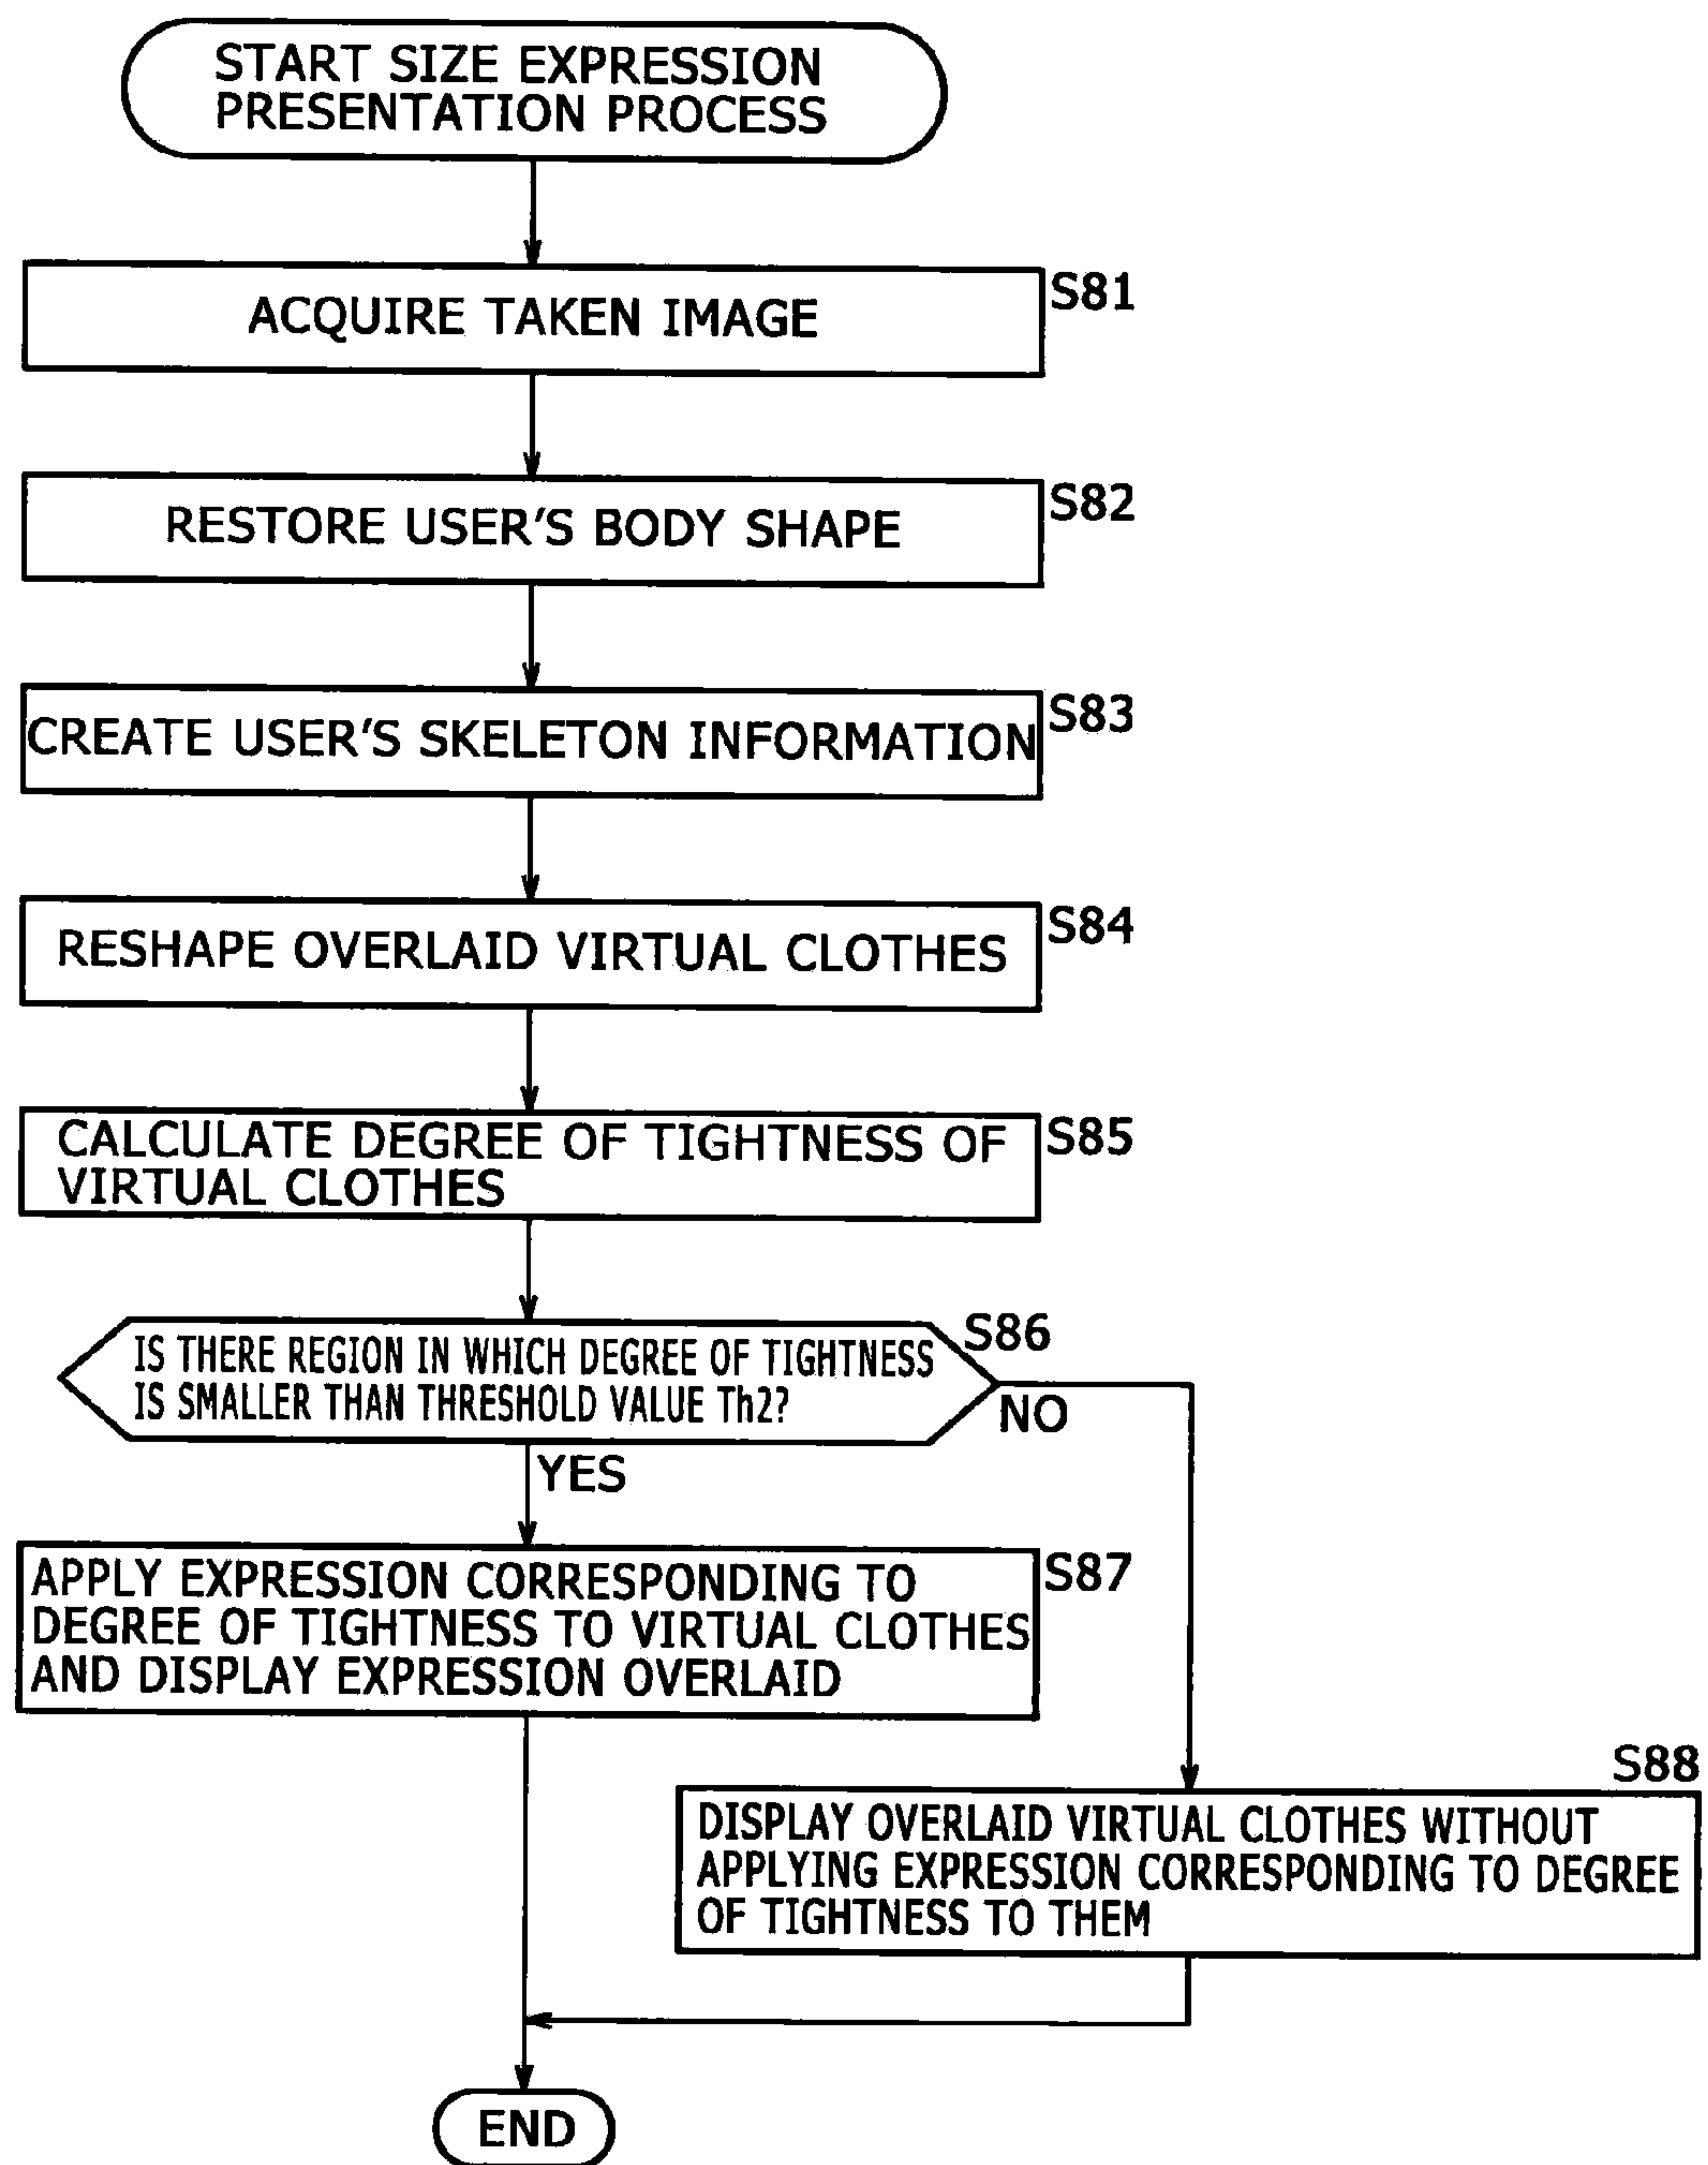 START SIZE EXPRESSION
PRESENTATION PROCESS
ACQUIRE TAKEN IMAGE
S81
RESTORE USER'S BODY SHAPE
S82
CREATE USER'S SKELETON INFORMATION
S83
RESHAPE OVERLAID VIRTUAL CLOTHES
S84
CALCULATE DEGREE OF TIGHTNESS OF
VIRTUAL CLOTHES
S85
IS THERE REGION IN WHICH DEGREE OF TIGHTNESS
IS SMALLER THAN THRESHOLD VALUE Th2?
S86
NO
YES
APPLY EXPRESSION CORRESPONDING TO
DEGREE OF TIGHTNESS TO VIRTUAL CLOTHES
AND DISPLAY EXPRESSION OVERLAID
S87
S88
DISPLAY OVERLAID VIRTUAL CLOTHES WITHOUT
APPLYING EXPRESSION CORRESPONDING TO DEGREE
OF TIGHTNESS TO THEM
END